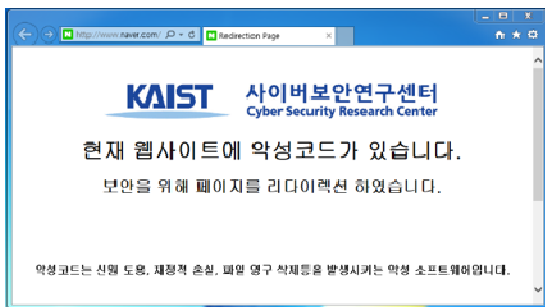 http://www.naver.com/
Redirection Page
KAIST 사이버보안연구센터
Cyber Security Research Center
현재 웹사이트에 악성코드가 있습니다.
보안을 위해 페이지를 리다이렉션 하였습니다.
악성코드는 신원 도용, 재정적 손실, 파일 영구 삭제등을 발생시키는 악성 소프트웨어입니다.